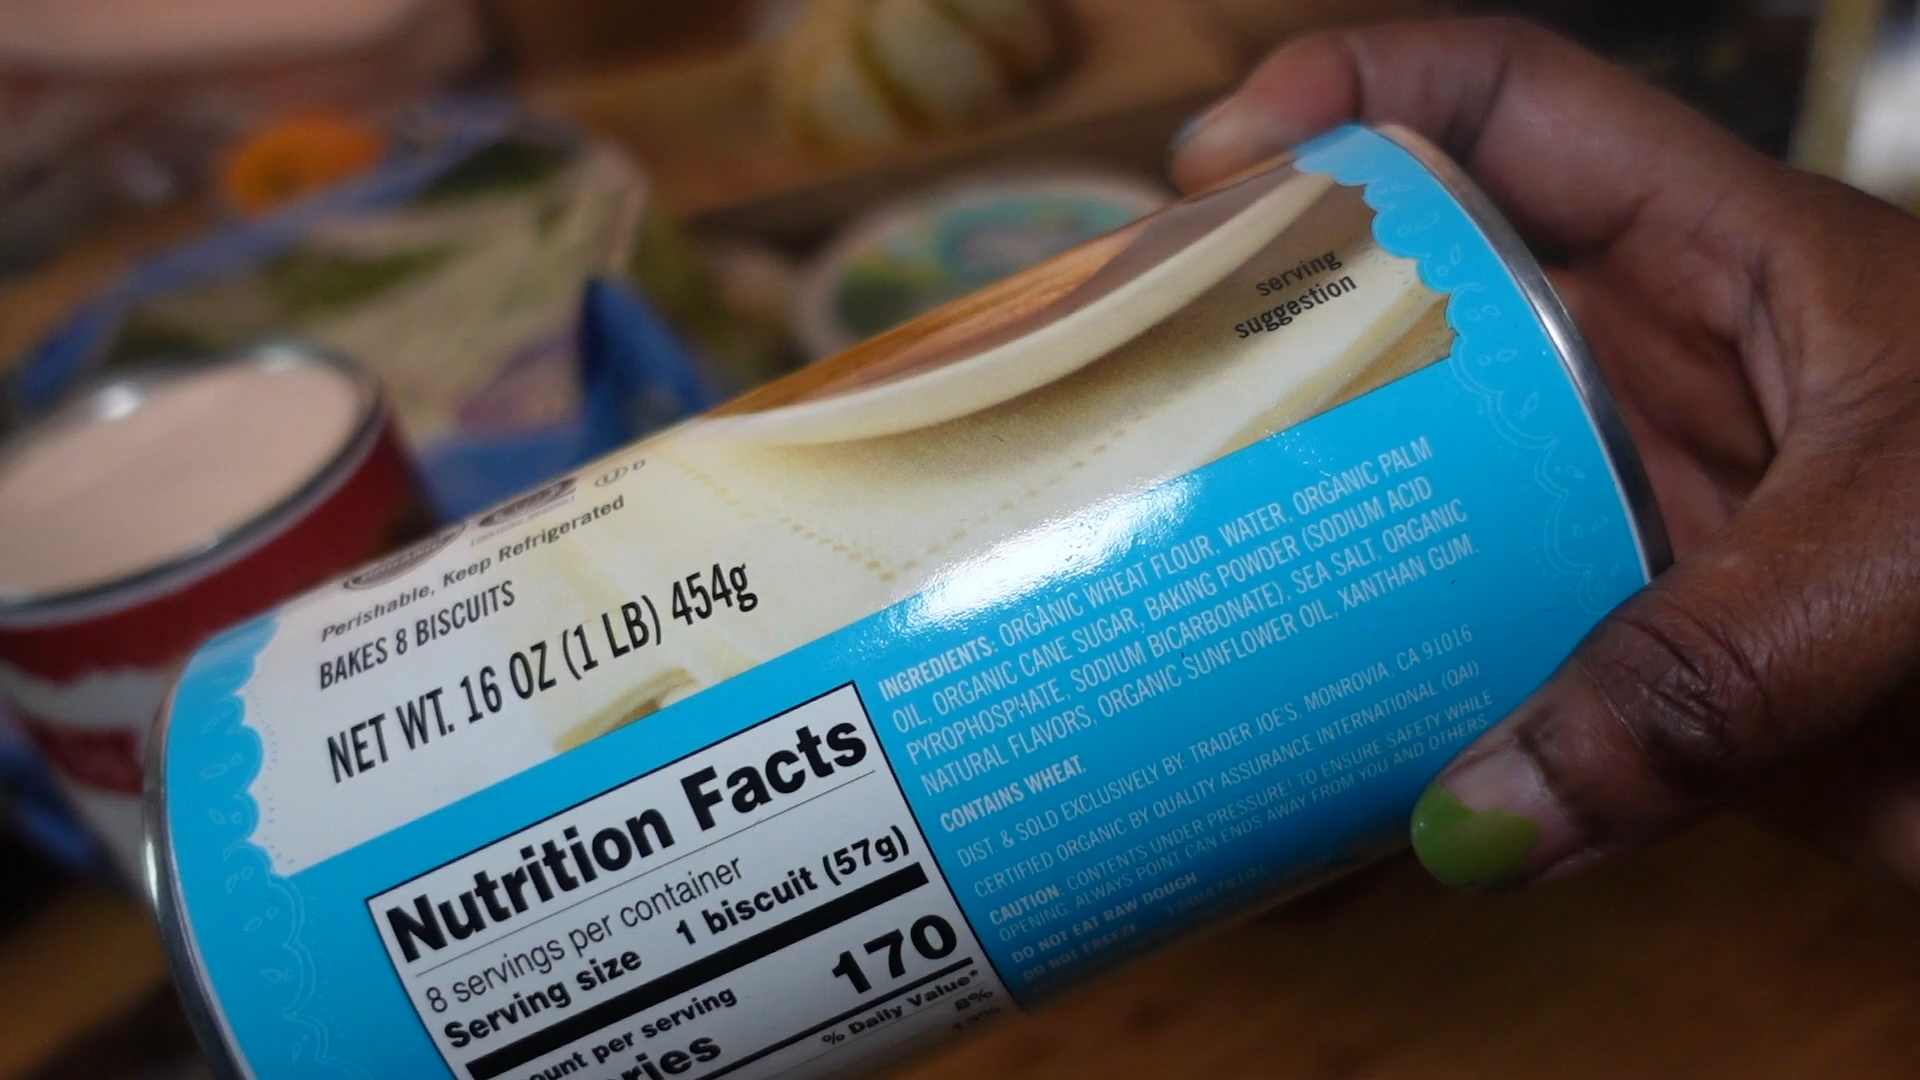 serving
suggestion
Perishable, Keep Refrigerated
BAKES 8 BISCUITS
NET WT. 16 OZ (1 LB) 454g
Nutrition Facts
8 servings per container
Serving size 1 biscuit (57g)
per serving
170
% Daily Value*
8%
INGREDIENTS: ORGANIC WHEAT FLOUR, WATER, ORGANIC PALM
OIL, ORGANIC CANE SUGAR, BAKING POWDER (SODIUM ACID
PYROPHOSPHATE, SODIUM BICARBONATE), SEA SALT, ORGANIC
NATURAL FLAVORS, ORGANIC SUNFLOWER OIL, XANTHAN GUM.
CONTAINS WHEAT.
DIST. & SOLD EXCLUSIVELY BY: TRADER JOE'S, MONROVIA, CA 91016
CERTIFIED ORGANIC BY QUALITY ASSURANCE INTERNATIONAL (QAI)
CAUTION: CONTENTS UNDER PRESSURE! TO ENSURE SAFETY WHILE
OPENING. ALWAYS POINT CAN ENDS AWAY FROM YOU AND OTHERS
DO NOT EAT RAW DOUGH
DO NOT FREEZE